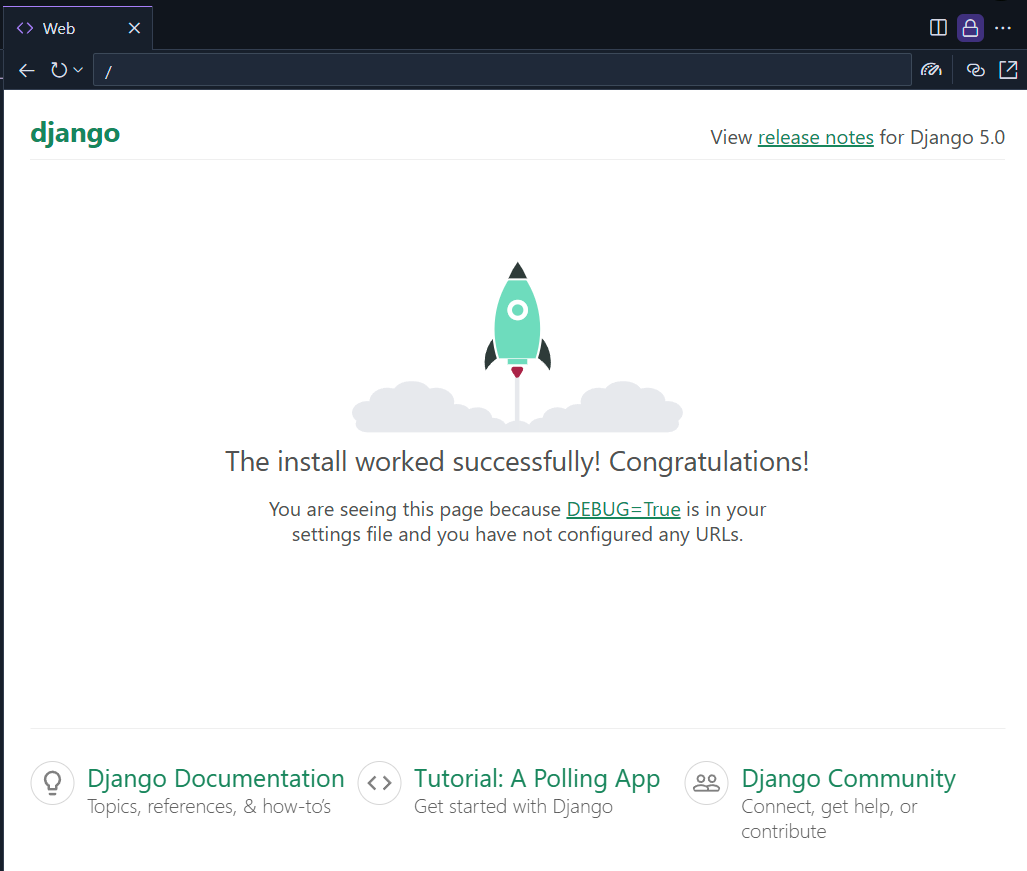 Web
/
django
View release notes for Django 5.0
The install worked successfully! Congratulations!
You are seeing this page because DEBUG=True is in your
settings file and you have not configured any URLs.
Django Documentation
Topics, references, & how-to’s
Tutorial: A Polling App
Get started with Django
Django Community
Connect, get help, or
contribute